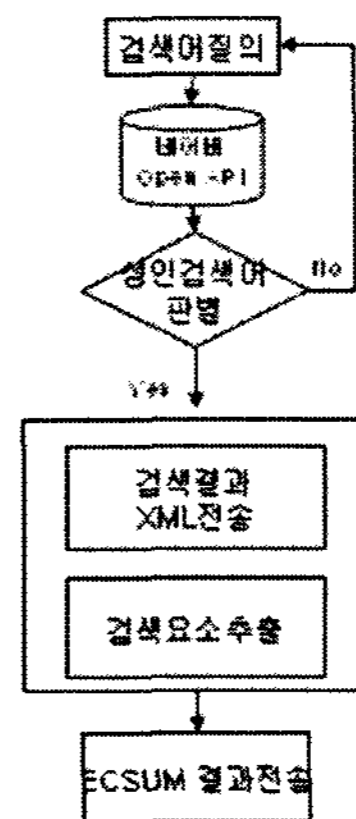 검색어질의
네이버
Open API
성인검색어
판별
No
Yes
검색결과
XML전송
검색요소추출
ECSUM 결과전송